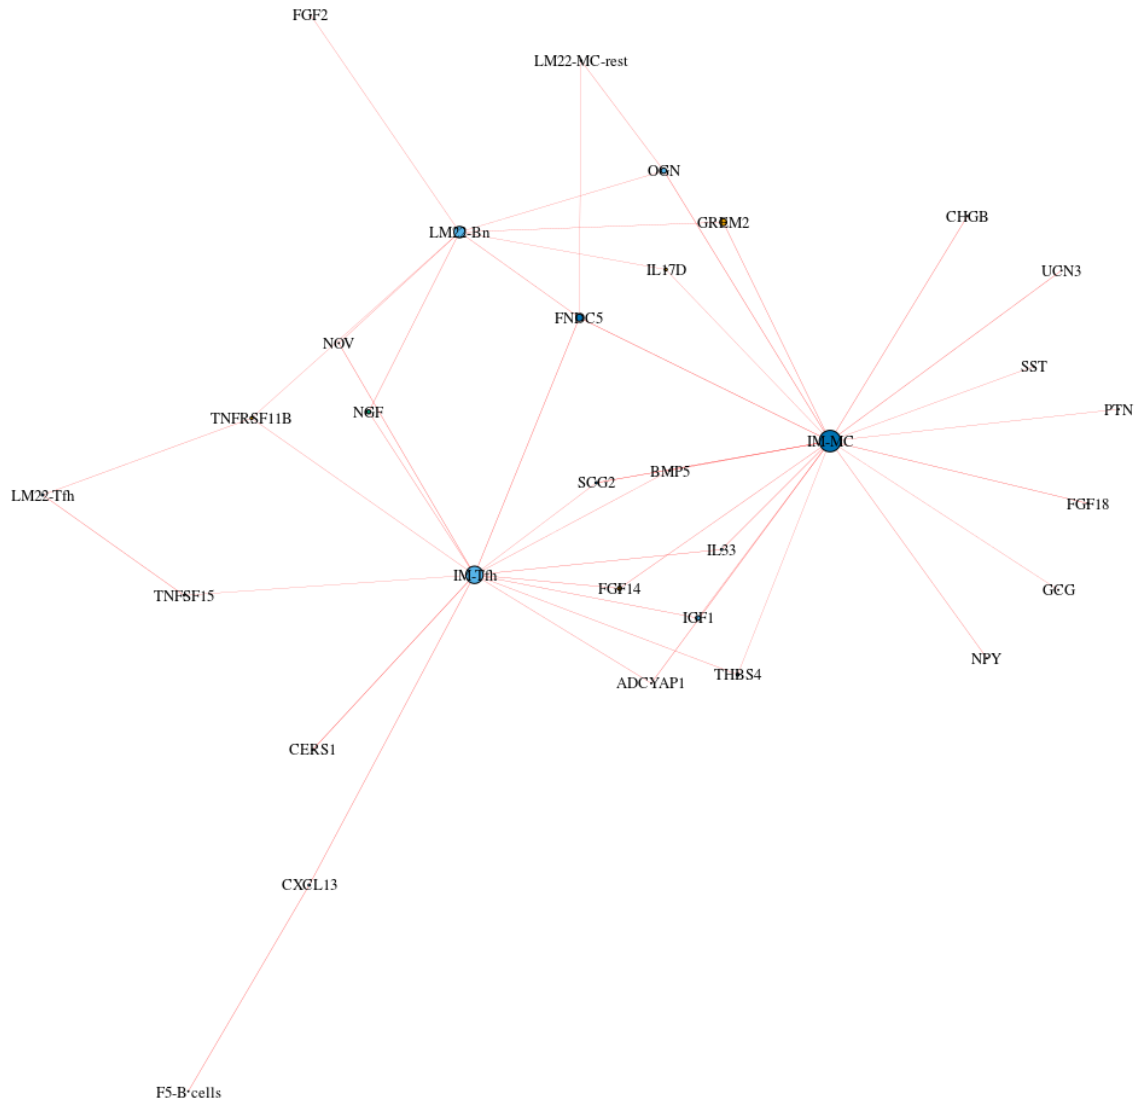 FGF2
LM22-MC-rest
OGN
CHGB
GREM2
LM22-Bn
IL17D
UCN3
FNDC5
NOV
SST
NGF
PTN
TNFRSF11B
IM-MC
BMP5
SCG2
LM22-Tfh
FGF18
IL33
IM-Tfh
FGF14
GCG
TNFSF15
IGF1
NPY
THBS4
ADCYAP1
CERS1
CXCL13
F5-B cells